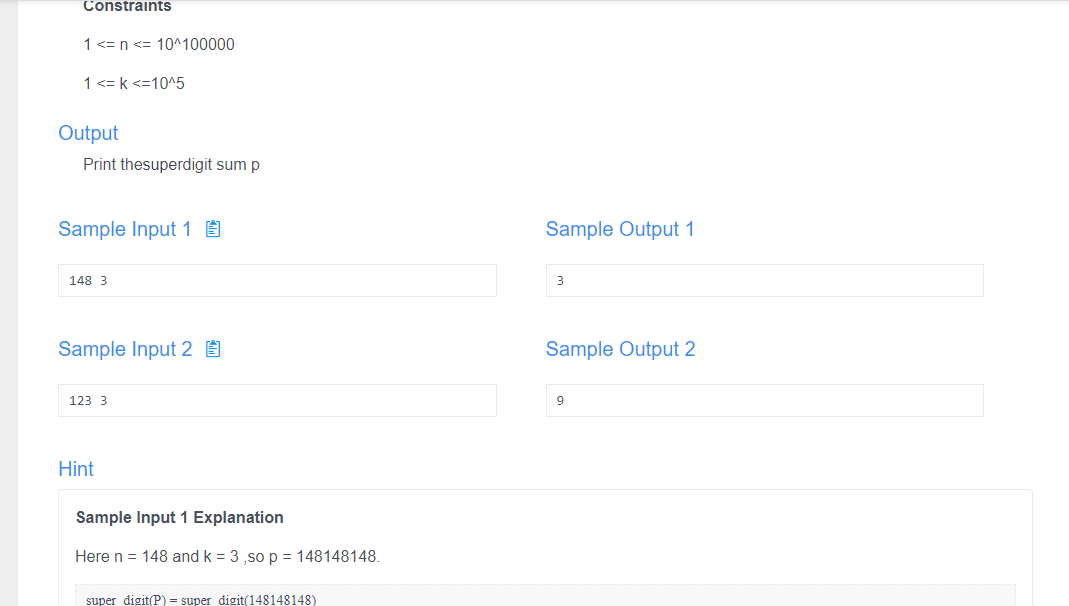 Constraints
1 <= n <= 10^100000
1 <= k <=10^5
Output
Print thesuperdigit sum p
Sample Input 1
Sample Output 1
148 3
3
Sample Input 2
Sample Output 2
123 3
9
Hint
Sample Input 1 Explanation
Here n = 148 and k = 3 ,so p = 148148148.
super_digit(P) = super_digit(148148148)